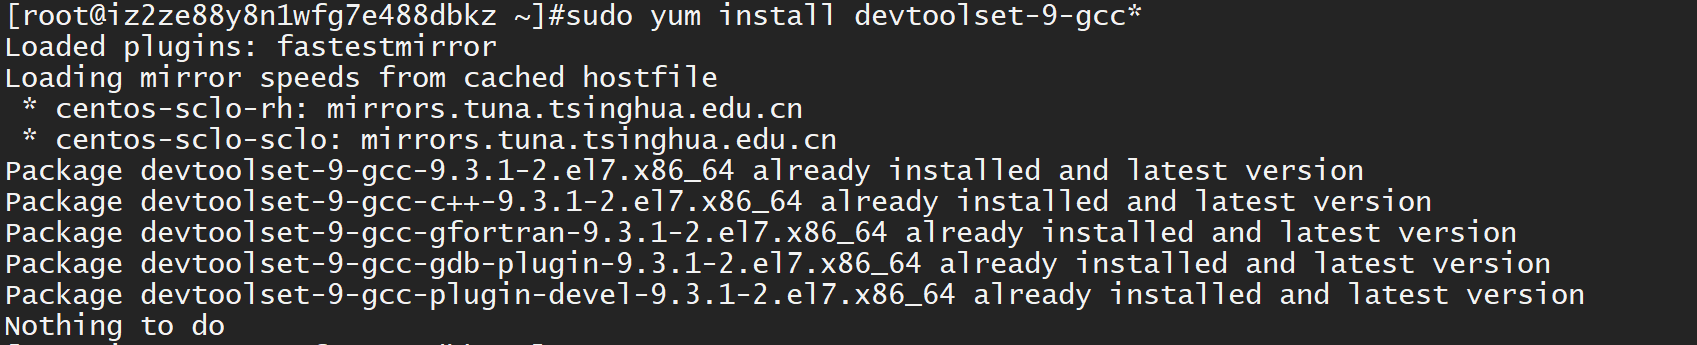 [root@iz2ze88y8n1wfg7e488dbkz ~]#sudo yum install devtoolset-9-gcc*
Loaded plugins: fastestmirror
Loading mirror speeds from cached hostfile
 * centos-sclo-rh: mirrors.tuna.tsinghua.edu.cn
 * centos-sclo-sclo: mirrors.tuna.tsinghua.edu.cn
Package devtoolset-9-gcc-9.3.1-2.el7.x86_64 already installed and latest version
Package devtoolset-9-gcc-c++-9.3.1-2.el7.x86_64 already installed and latest version
Package devtoolset-9-gcc-gfortran-9.3.1-2.el7.x86_64 already installed and latest version
Package devtoolset-9-gcc-gdb-plugin-9.3.1-2.el7.x86_64 already installed and latest version
Package devtoolset-9-gcc-plugin-devel-9.3.1-2.el7.x86_64 already installed and latest version
Nothing to do